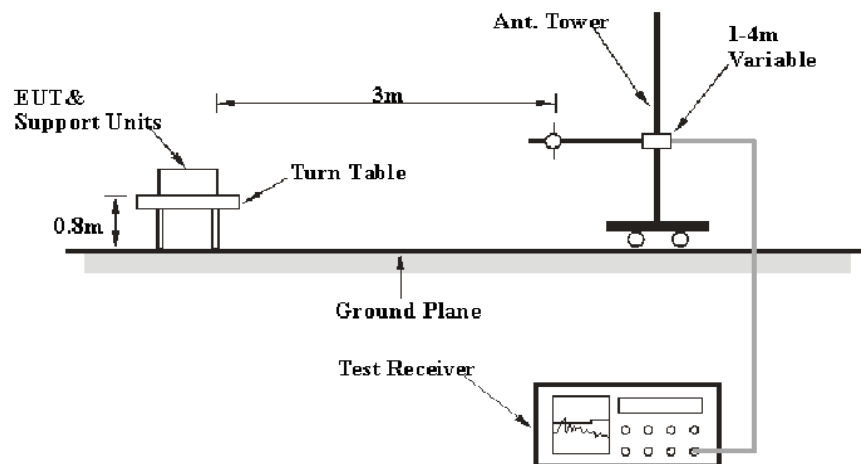 Ant. Tower
1-4m
Variable
3m
EUT&
Support Units
Turn Table
0.8m
Ground Plane
Test Receiver